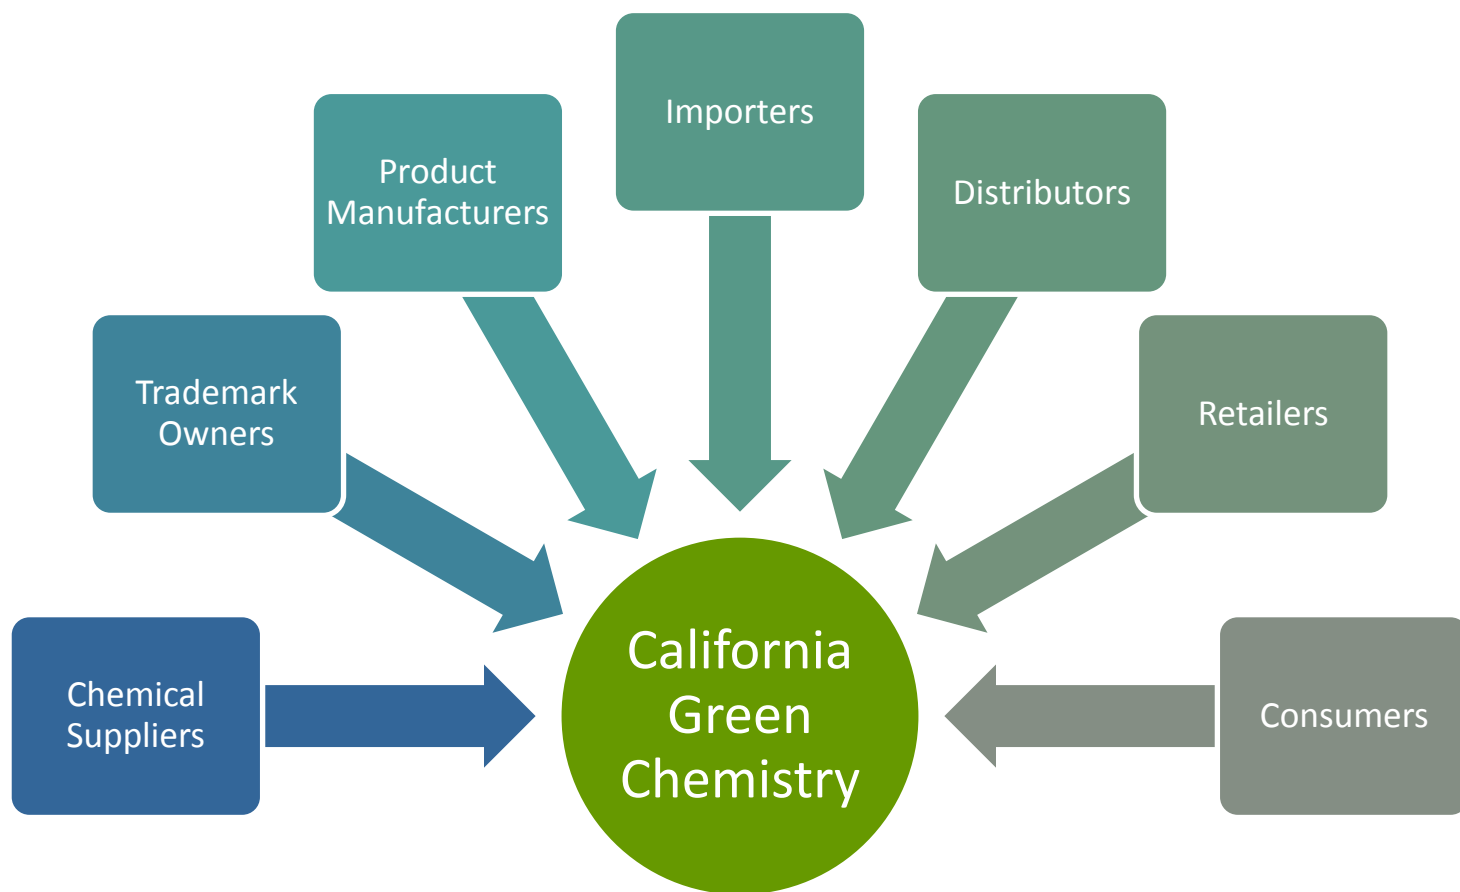 Importers
Product
Manufacturers
Distributors
Trademark
Owners
Retailers
Chemical
Suppliers
California
Green
Chemistry
Consumers